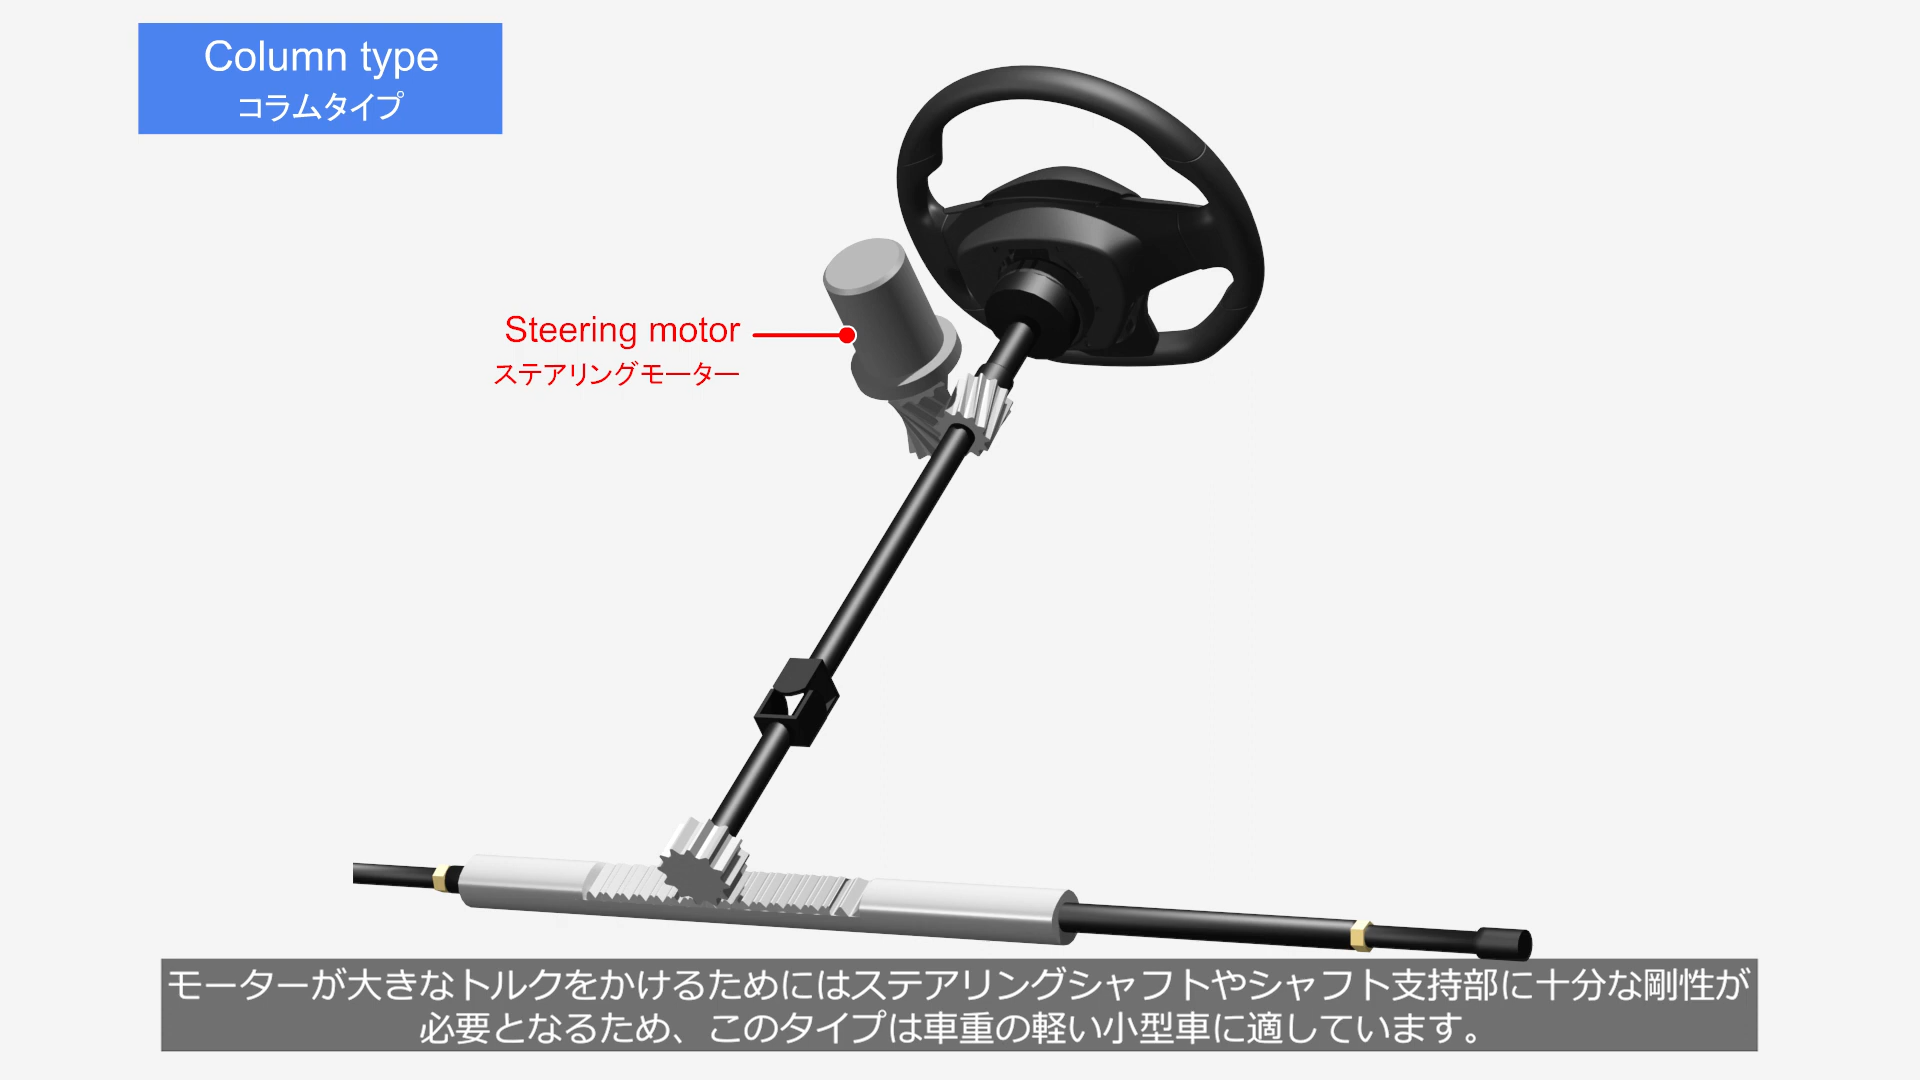 Column type
コラムタイプ
Steering motor
ステアリングモーター
モーターが大きなトルクをかけるためにはステアリングシャフトやシャフト支持部に十分な剛性が
必要となるため、このタイプは車重の軽い小型車に適しています。